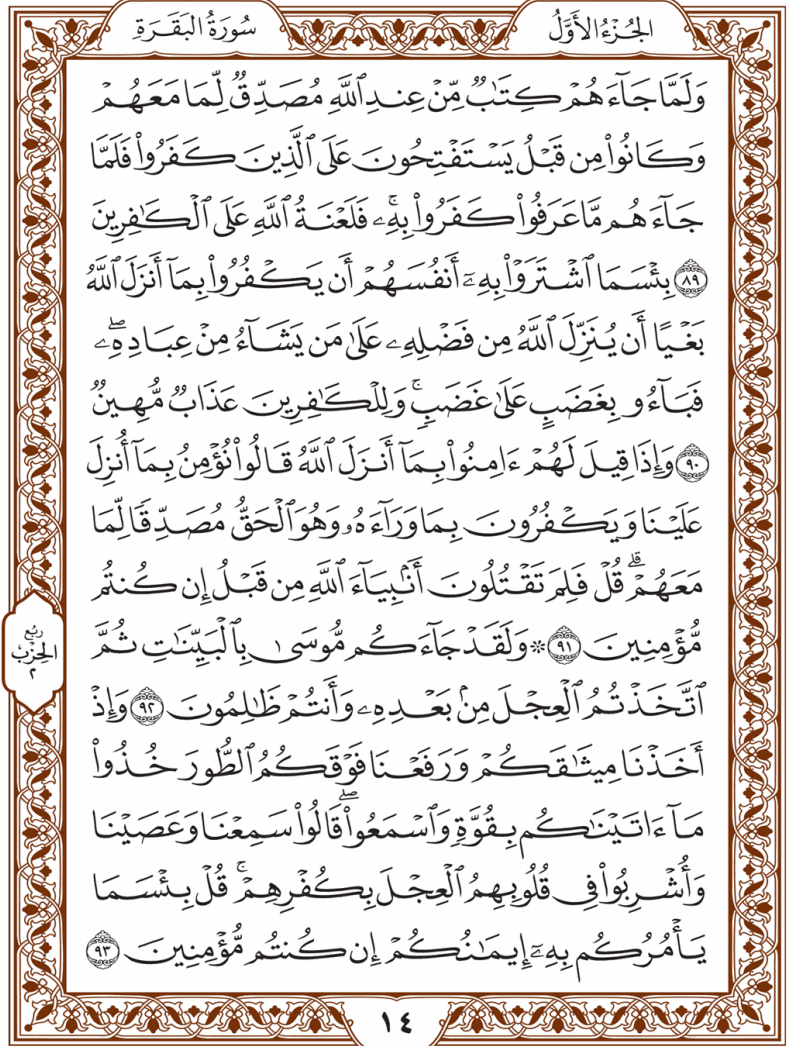 الجُزْءُ الأَوَّلُ
سُورَةُ البَقَرَةِ
وَلَمَّا جَآءَهُمْ كِتَٰبٌ مِّنْ عِندِ ٱللَّهِ مُصَدِّقٌ لِّمَا مَعَهُمْ
وَكَانُوا۟ مِن قَبْلُ يَسْتَفْتِحُونَ عَلَى ٱلَّذِينَ كَفَرُوا۟ فَلَمَّا
جَآءَهُم مَّا عَرَفُوا۟ كَفَرُوا۟ بِهِۦۚ فَلَعْنَةُ ٱللَّهِ عَلَى ٱلْكَٰفِرِينَ
٨٩ بِئْسَمَا ٱشْتَرَوْا۟ بِهِۦٓ أَنفُسَهُمْ أَن يَكْفُرُوا۟ بِمَآ أَنزَلَ ٱللَّهُ
بَغْيًا أَن يُنَزِّلَ ٱللَّهُ مِن فَضْلِهِۦ عَلَىٰ مَن يَشَآءُ مِنْ عِبَادِهِۦۖ
فَبَآءُو بِغَضَبٍ عَلَىٰ غَضَبٍۚ وَلِلْكَٰفِرِينَ عَذَابٌ مُّهِينٌ
٩٠ وَإِذَا قِيلَ لَهُمْ ءَامِنُوا۟ بِمَآ أَنزَلَ ٱللَّهُ قَالُوا۟ نُؤْمِنُ بِمَآ أُنزِلَ
عَلَيْنَا وَيَكْفُرُونَ بِمَا وَرَآءَهُۥ وَهُوَ ٱلْحَقُّ مُصَدِّقًا لِّمَا
مَعَهُمْۗ قُلْ فَلِمَ تَقْتُلُونَ أَنۢبِيَآءَ ٱللَّهِ مِن قَبْلُ إِن كُنتُم
مُّؤْمِنِينَ ٩١ ۞ وَلَقَدْ جَآءَكُم مُّوسَىٰ بِٱلْبَيِّنَٰتِ ثُمَّ
ٱتَّخَذْتُمُ ٱلْعِجْلَ مِنۢ بَعْدِهِۦ وَأَنتُمْ ظَٰلِمُونَ ٩٢ وَإِذْ
أَخَذْنَا مِيثَٰقَكُمْ وَرَفَعْنَا فَوْقَكُمُ ٱلطُّورَ خُذُوا۟
مَآ ءَاتَيْنَٰكُم بِقُوَّةٍ وَٱسْمَعُوا۟ۖ قَالُوا۟ سَمِعْنَا وَعَصَيْنَا
وَأُشْرِبُوا۟ فِى قُلُوبِهِمُ ٱلْعِجْلَ بِكُفْرِهِمْۚ قُلْ بِئْسَمَا
يَأْمُرُكُم بِهِۦٓ إِيمَٰنُكُمْ إِن كُنتُم مُّؤْمِنِينَ ٩٣
رُبْع
الحِزْب
٢
١٤